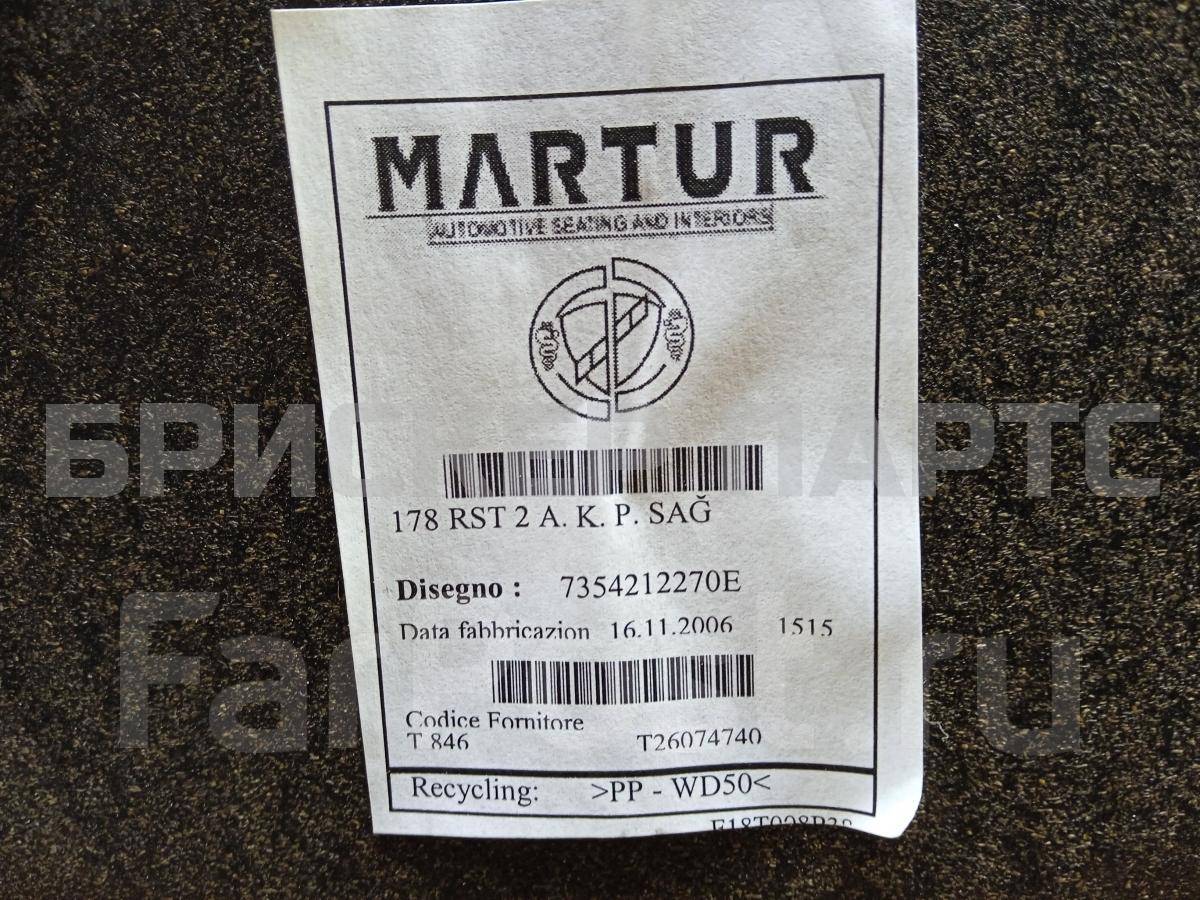 MARTUR
AUTOMOTIVE SEATING AND INTERIORS
178 RST 2 A. K. P. SAĞ
Disegno : 7354212270E
Data fabbricazion 16.11.2006 1515
Codice Fornitore
T 846 T26074740
Recycling: >PP - WD50<